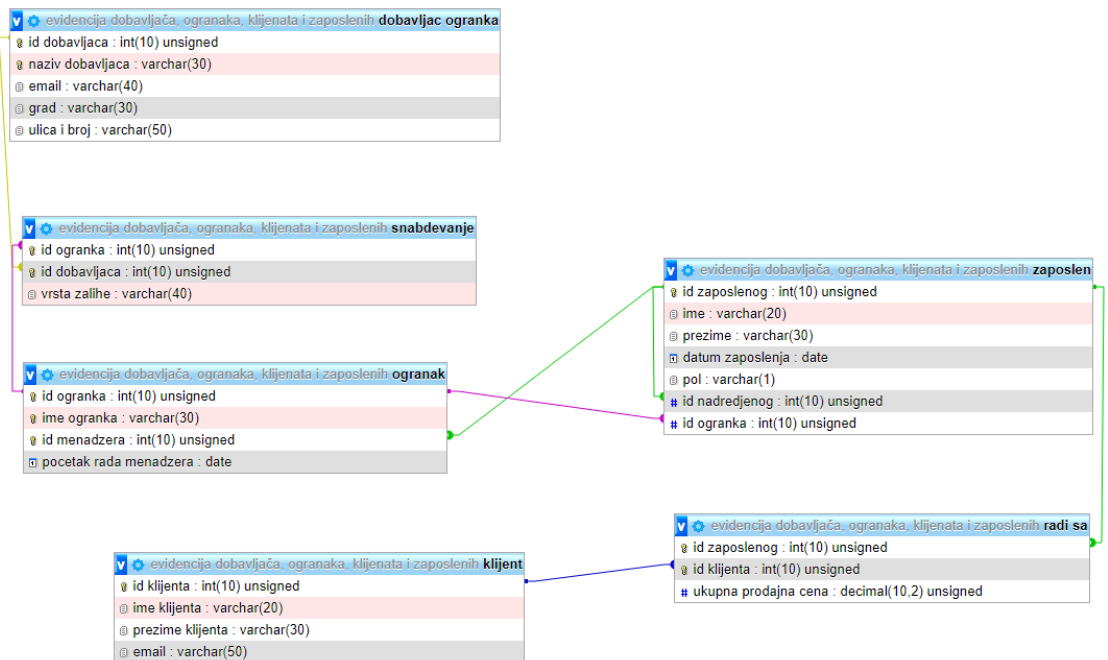 evidencija dobavljača, ogranaka, klijenata i zaposlenih dobavljac ogranka
id dobavljaca : int(10) unsigned
naziv dobavljaca : varchar(30)
email : varchar(40)
grad : varchar(30)
ulica i broj : varchar(50)
evidencija dobavljača, ogranaka, klijenata i zaposlenih snabdevanje
id ogranka : int(10) unsigned
id dobavljaca : int(10) unsigned
vrsta zalihe : varchar(40)
evidencija dobavljača, ogranaka, klijenata i zaposlenih zaposlen
id zaposlenog : int(10) unsigned
ime : varchar(20)
prezime : varchar(30)
datum zaposlenja : date
pol : varchar(1)
# id nadredjenog : int(10) unsigned
# id ogranka : int(10) unsigned
evidencija dobavljača, ogranaka, klijenata i zaposlenih ogranak
id ogranka : int(10) unsigned
ime ogranka : varchar(30)
id menadzera : int(10) unsigned
pocetak rada menadzera : date
evidencija dobavljača, ogranaka, klijenata i zaposlenih radi sa
id zaposlenog : int(10) unsigned
id klijenta : int(10) unsigned
# ukupna prodajna cena : decimal(10,2) unsigned
evidencija dobavljača, ogranaka, klijenata i zaposlenih klijent
id klijenta : int(10) unsigned
ime klijenta : varchar(20)
prezime klijenta : varchar(30)
email : varchar(50)